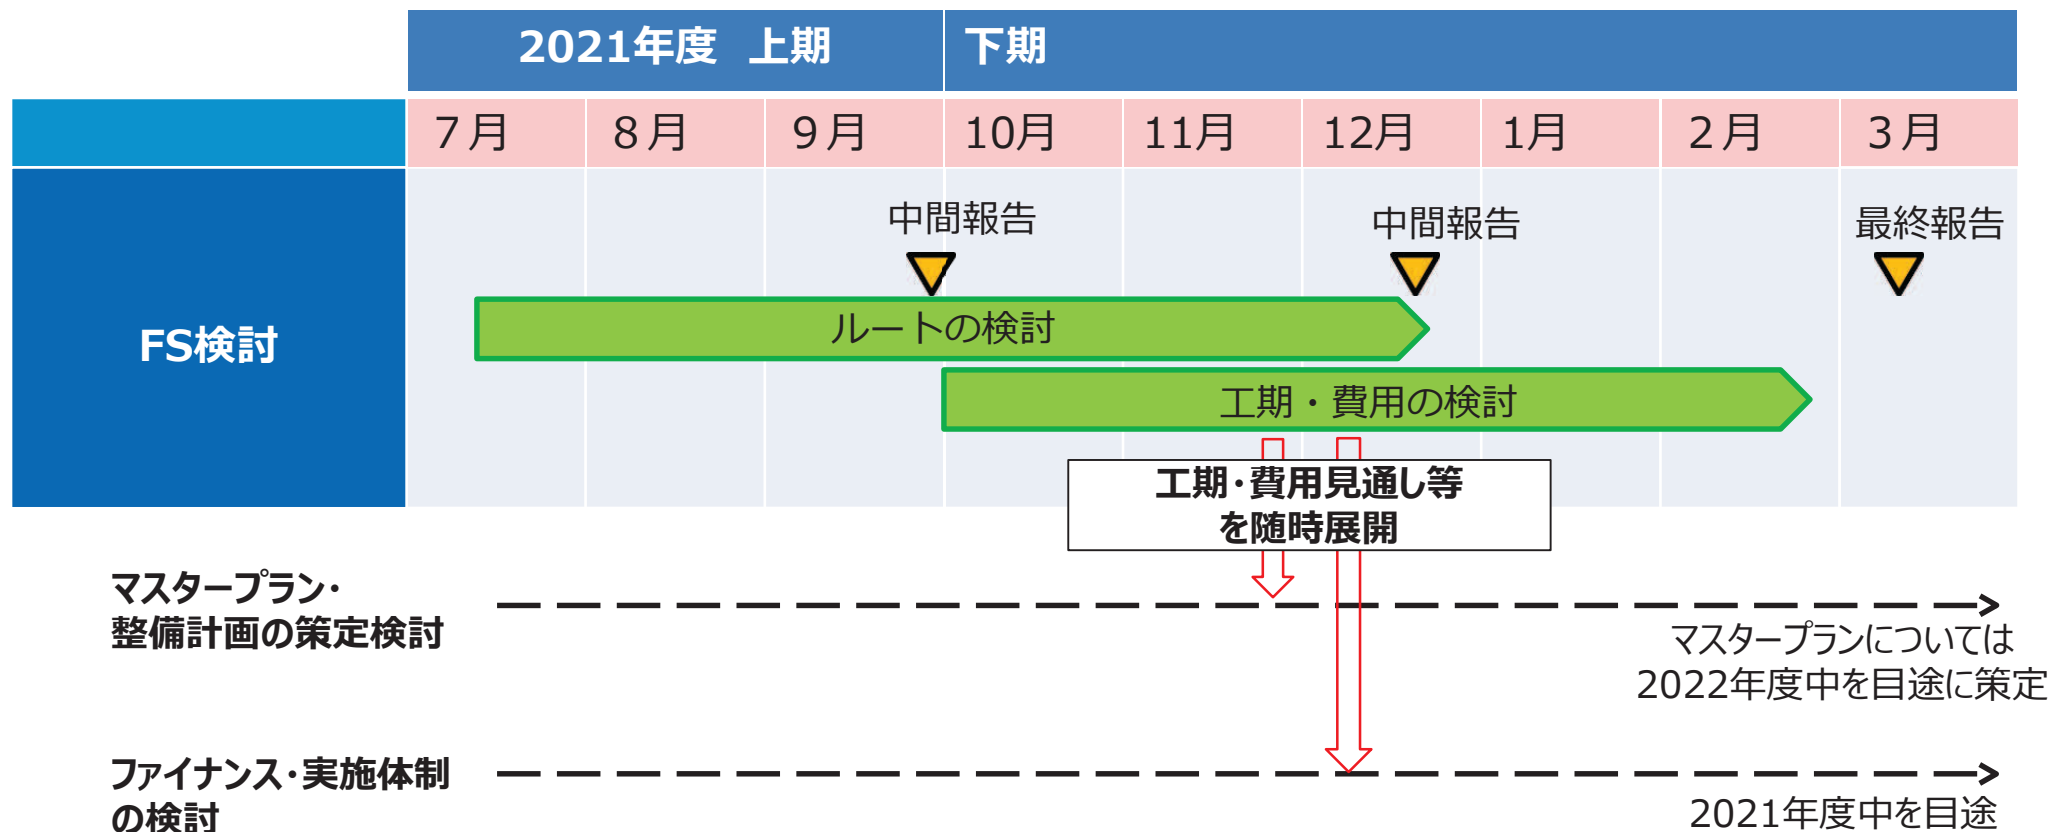 2021年度 上期
下期
7月
8月
9月
10月
11月
12月
1月
2月
3月
FS検討
中間報告
中間報告
最終報告
ルートの検討
工期・費用の検討
工期・費用見通し等
を随時展開
マスタープラン・
整備計画の策定検討
マスタープランについては
2022年度中を目途に策定
ファイナンス・実施体制
の検討
2021年度中を目途